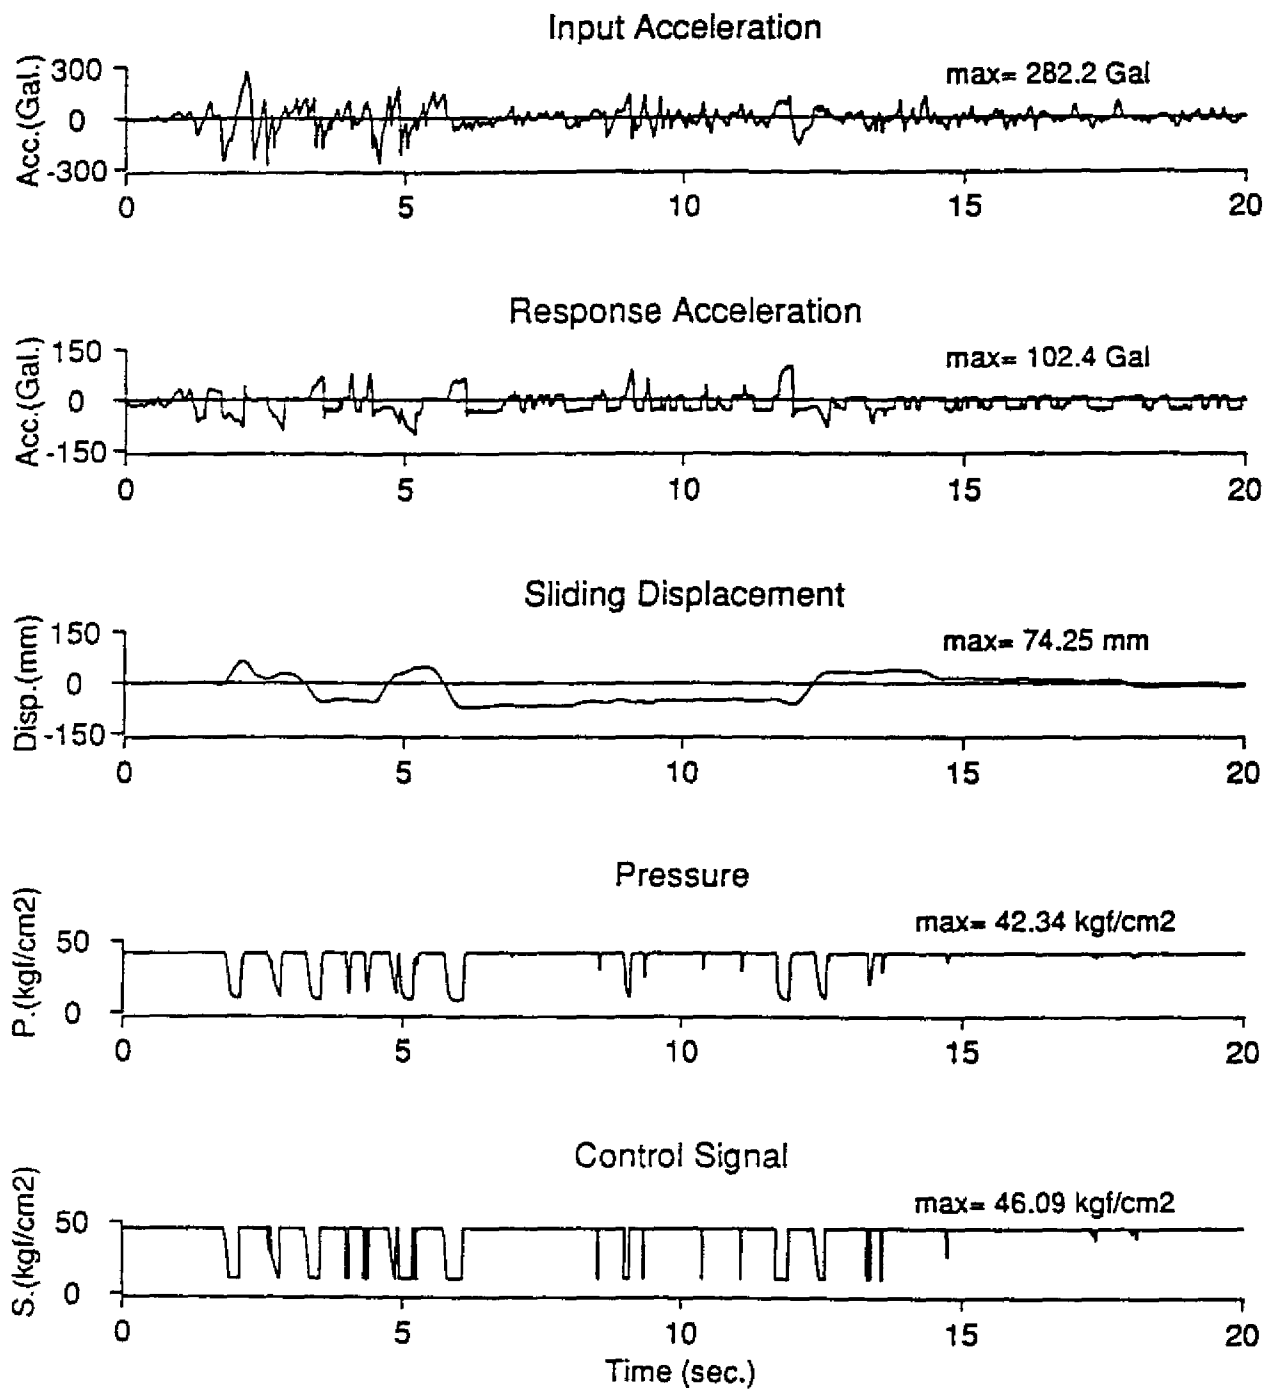 Input Acceleration
max= 282.2 Gal
Acc.(Gal.)
300
0
-300
0 5 10 15 20
Response Acceleration
max= 102.4 Gal
Acc.(Gal.)
150
0
-150
0 5 10 15 20
Sliding Displacement
max= 74.25 mm
Disp.(mm)
150
0
-150
0 5 10 15 20
Pressure
max= 42.34 kgf/cm2
P.(kgf/cm2)
50
0
0 5 10 15 20
Control Signal
max= 46.09 kgf/cm2
S.(kgf/cm2)
50
0
0 5 10 15 20
Time (sec.)